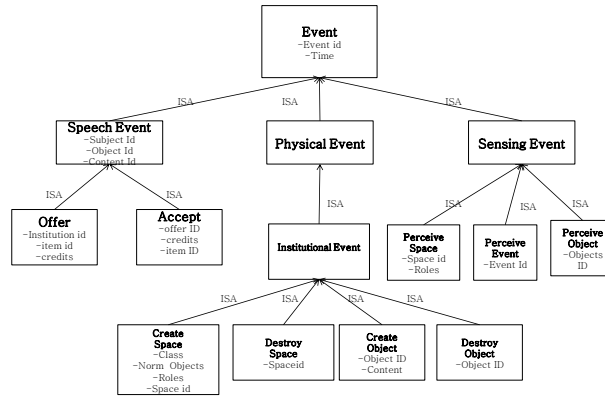 Event
-Event id
-Time
ISA
ISA
ISA
Speech Event
-Subject Id
-Object Id
-Content Id
Physical Event
Sensing Event
ISA
ISA
ISA
ISA
ISA
ISA
Offer
-Institution id
-item id
-credits
Accept
-offer ID
-credits
-item ID
Institutional Event
Perceive
Space
-Space id
-Roles
Perceive
Event
-Event Id
Perceive
Object
-Objects
ID
ISA
ISA
ISA
ISA
Create
Space
-Class
-Norm Objects
-Roles
-Space id
Destroy
Space
-Spaceid
Create
Object
-Object ID
-Content
Destroy
Object
-Object ID